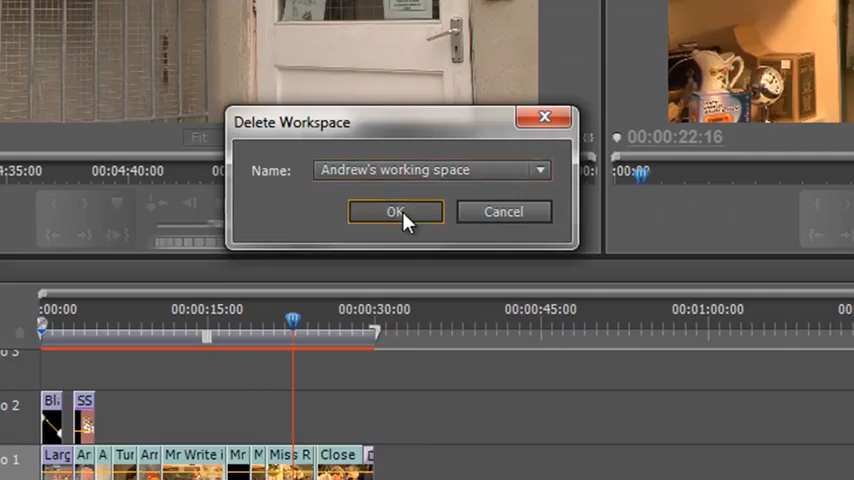 Delete Workspace
Fit
Name: Andrew's working space
00:00:22:16
4:35:00 00:04:40:00
:00:00
OK Cancel
:00:00 00:00:15:00 00:00:30:00 00:00:45:00 00:01:00:00 00
o 3
o 2
SS
o 1
Larg Ar A Tur Arr Mr Write i Mr M Miss R Close